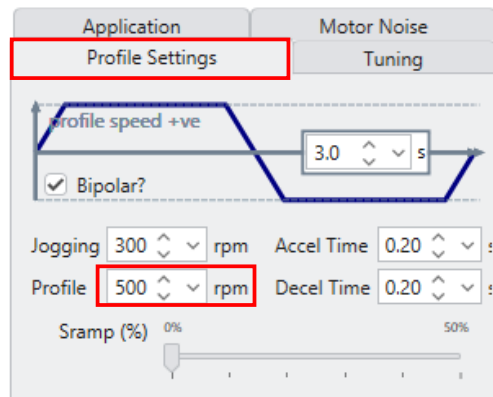 Application Motor Noise
Profile Settings Tuning
profile speed +ve
3.0 s
Bipolar?
Jogging 300 rpm Accel Time 0.20 s
Profile 500 rpm Decel Time 0.20 s
Sramp (%) 0% 50%